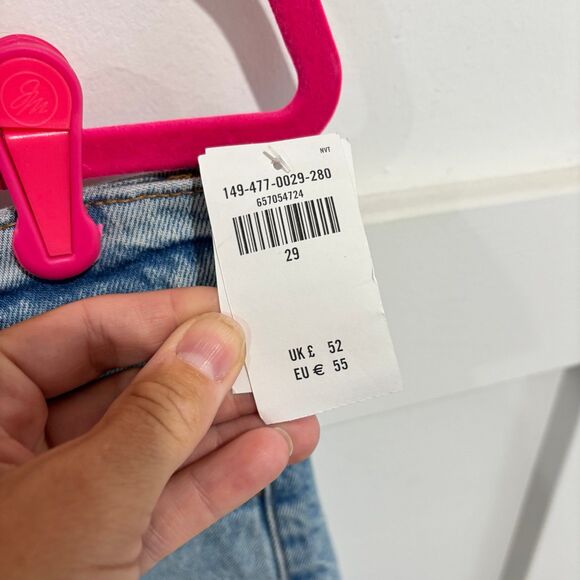 NVT
149-477-0029-280
657054724
29
UK £ 52
EU € 55